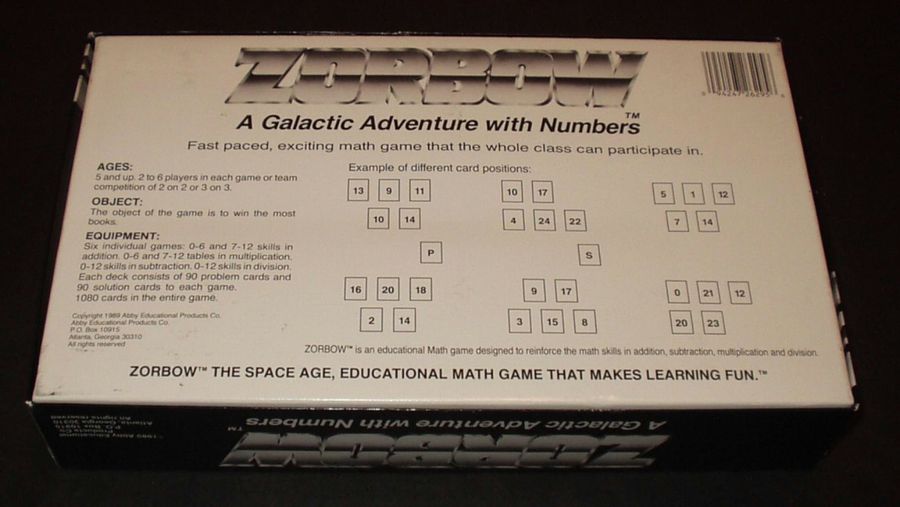 ZORBOW
TM
A Galactic Adventure with Numbers
Fast paced, exciting math game that the whole class can participate in.
AGES:
5 and up. 2 to 6 players in each game or team
competition of 2 on 2 or 3 on 3.
OBJECT:
The object of the game is to win the most
books.
EQUIPMENT:
Six individual games: 0-6 and 7-12 skills in
addition. 0-6 and 7-12 tables in multiplication.
0-12 skills in subtraction. 0-12 skills in division.
Each deck consists of 90 problem cards and
90 solution cards to each game.
1080 cards in the entire game.
Copyright 1989 Abby Educational Products Co.
Abby Educational Products Co.
P.O. Box 10915
Atlanta, Georgia 30310
All rights reserved
Example of different card positions:
13 9 11 10 17 5 1 12
10 14 4 24 22 7 14
P S
16 20 18 9 17 0 21 12
2 14 3 15 8 20 23
ZORBOW™ is an educational Math game designed to reinforce the math skills in addition, subtraction, multiplication and division.
ZORBOW™ THE SPACE AGE, EDUCATIONAL MATH GAME THAT MAKES LEARNING FUN.™
ZORBOW
TM
A Galactic Adventure with Numbers
Atlanta, Georgia 30310
All rights reserved